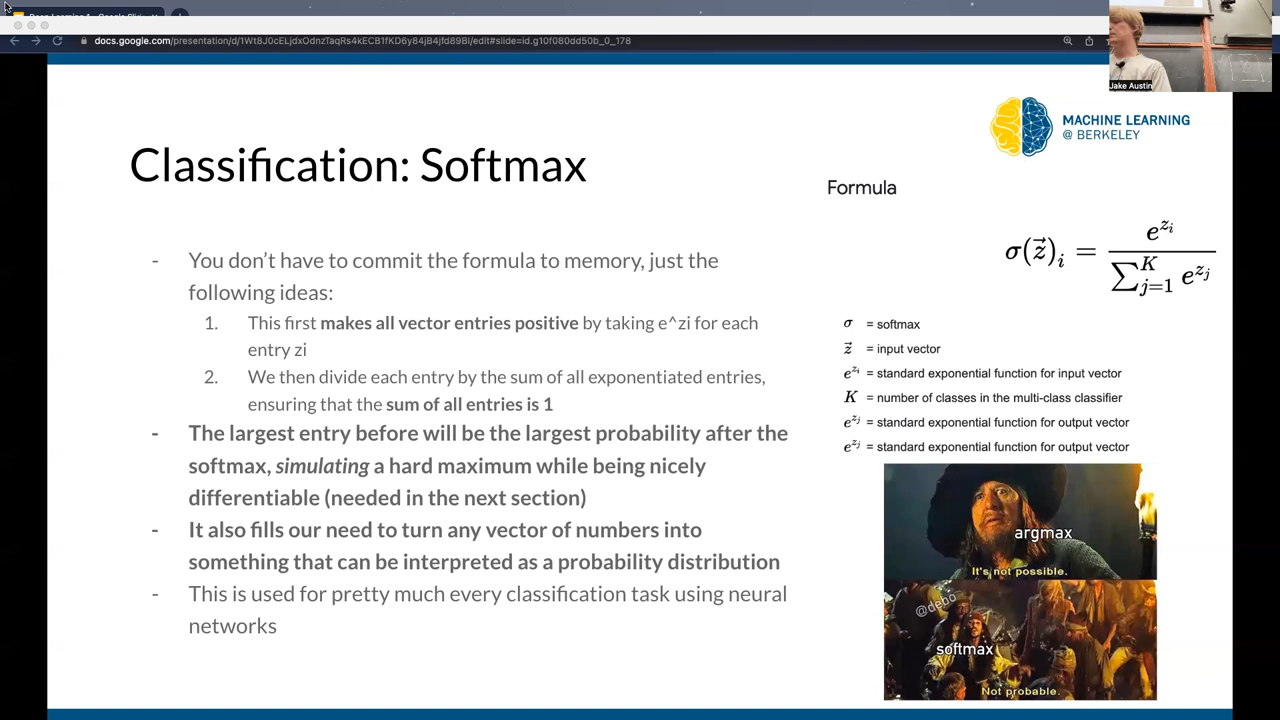 docs.google.com/presentation/d/1Wt8J0cELjdxOdnzTaqRs4kECB1fKD6y84jB4jfd89BI/edit#slide=id.g10f080dd50b_0_178
Jake Austin
MACHINE LEARNING
@ BERKELEY
Classification: Softmax
- You don't have to commit the formula to memory, just the
following ideas:
1. This first makes all vector entries positive by taking e^zi for each
entry zi
2. We then divide each entry by the sum of all exponentiated entries,
ensuring that the sum of all entries is 1
- The largest entry before will be the largest probability after the
softmax, simulating a hard maximum while being nicely
differentiable (needed in the next section)
- It also fills our need to turn any vector of numbers into
something that can be interpreted as a probability distribution
- This is used for pretty much every classification task using neural
networks
Formula
σ(z⃗)ᵢ = e^{z_i} / ∑_{j=1}^{K} e^{z_j}
σ = softmax
z⃗ = input vector
e^{z_i} = standard exponential function for input vector
K = number of classes in the multi-class classifier
e^{z_j} = standard exponential function for output vector
e^{z_j} = standard exponential function for output vector
argmax
It's not possible.
@debo
softmax
Not probable.